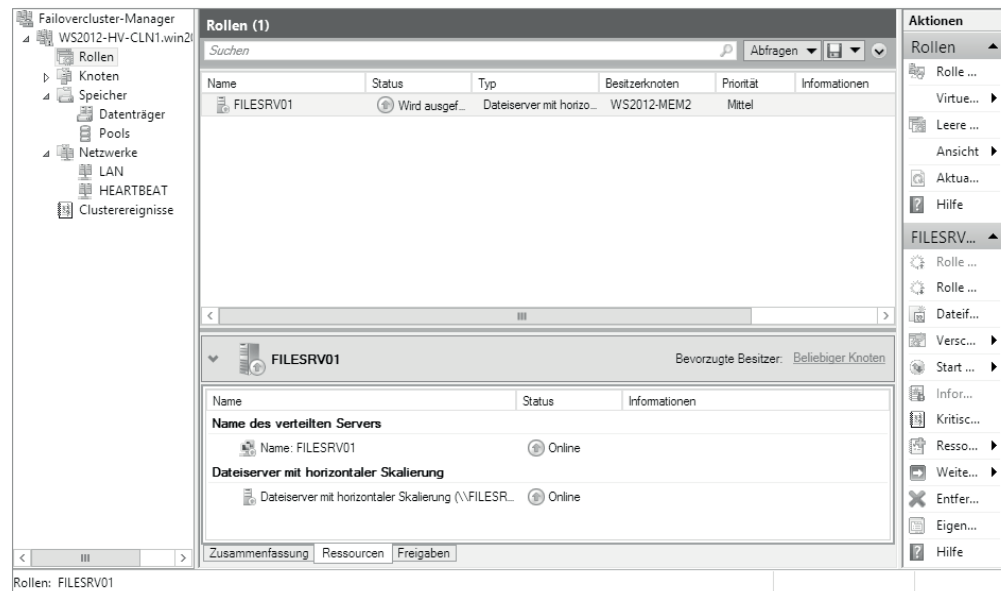 Failovercluster-Manager
WS2012-HV-CLN1.win20
Rollen
Knoten
Speicher
Datenträger
Pools
Netzwerke
LAN
HEARTBEAT
Clusterereignisse
Rollen (1)
Suchen
Abfragen
Name Status Typ Besitzerknoten Priorität Informationen
FILESRV01 Wird ausgef... Dateiserver mit horizo... WS2012-MEM2 Mittel
FILESRV01 Bevorzugte Besitzer: Beliebiger Knoten
Name Status Informationen
Name des verteilten Servers
Name: FILESRV01 Online
Dateiserver mit horizontaler Skalierung
Dateiserver mit horizontaler Skalierung (\\FILESR... Online
Zusammenfassung Ressourcen Freigaben
Aktionen
Rollen
Rolle ...
Virtue...
Leere ...
Ansicht
Aktua...
Hilfe
FILESRV...
Rolle ...
Rolle ...
Dateif...
Versc...
Start ...
Infor...
Kritisc...
Resso...
Weite...
Entfer...
Eigen...
Hilfe
Rollen: FILESRV01